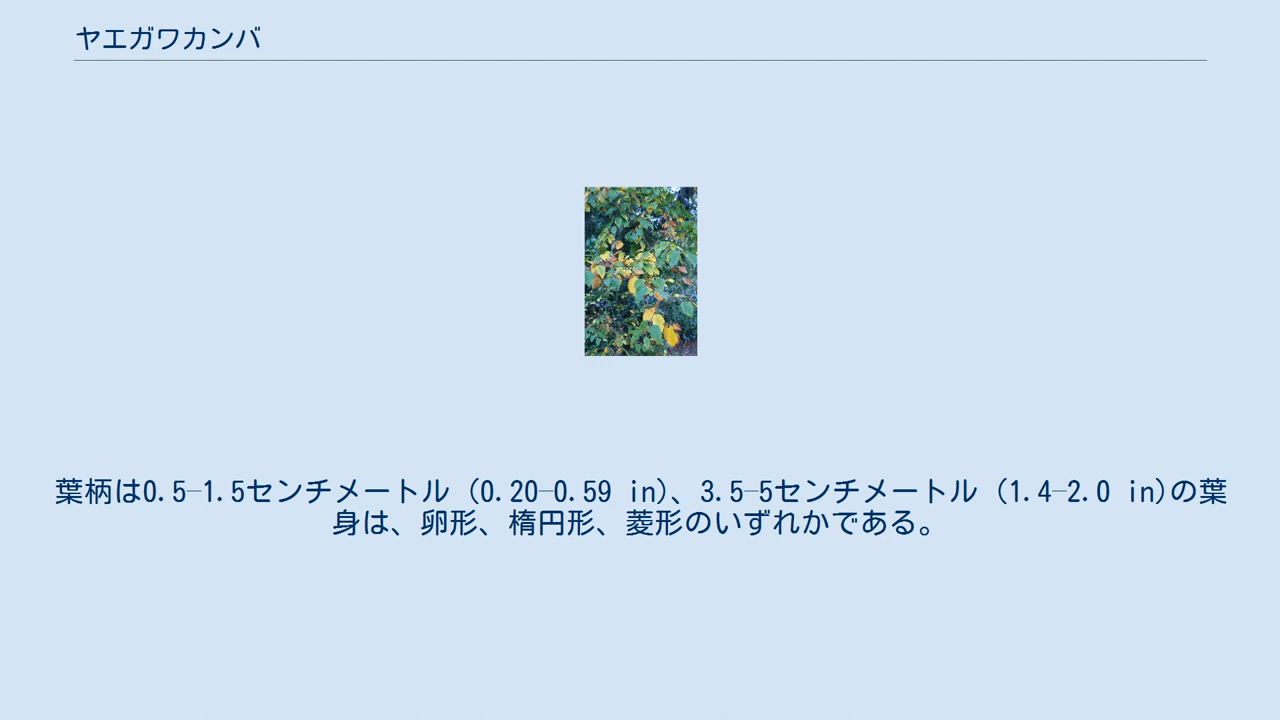 ヤエガワカンバ
葉柄は0.5–1.5センチメートル (0.20–0.59 in)、3.5–5センチメートル (1.4–2.0 in)の葉
身は、卵形、楕円形、菱形のいずれかである。